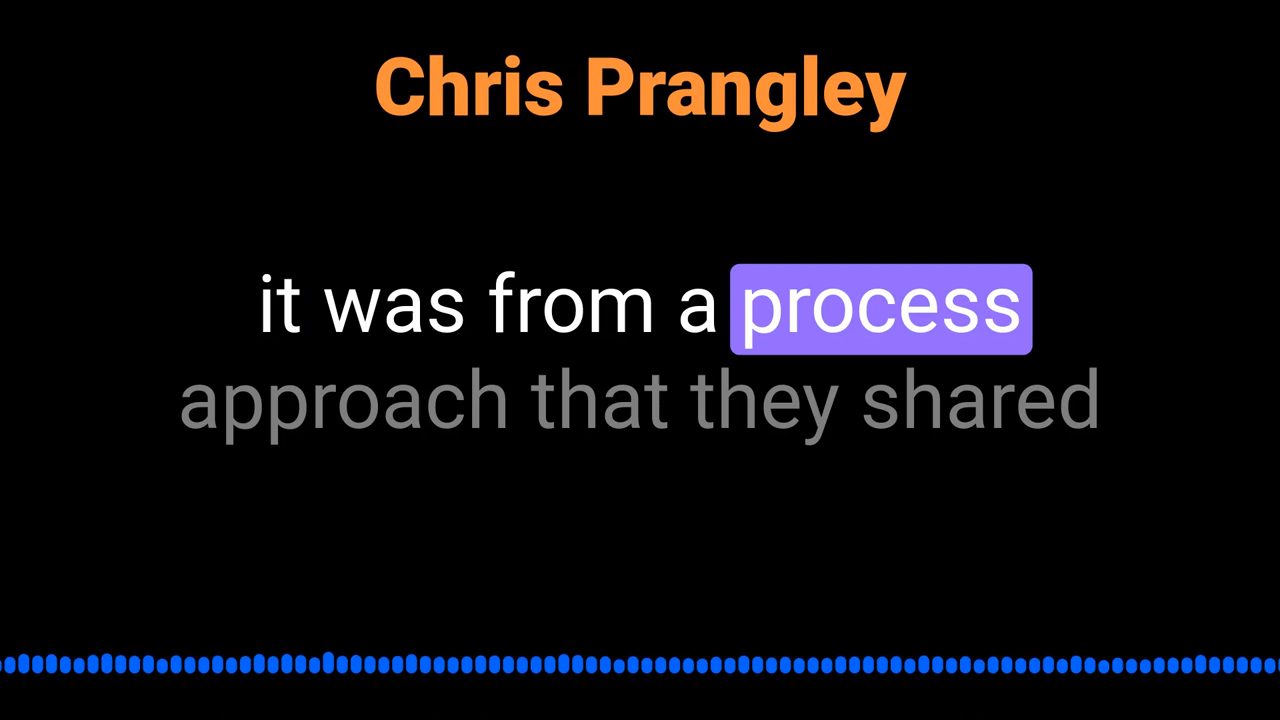 Chris Prangley
it was from a process
approach that they shared